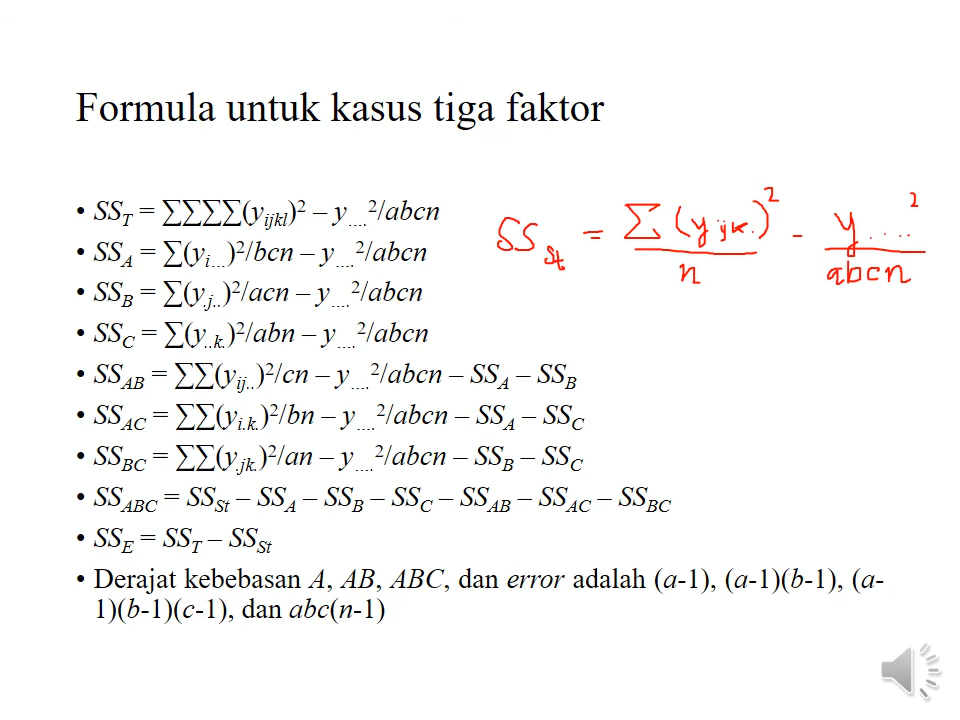 Formula untuk kasus tiga faktor
• SS_T = ∑∑∑∑(y_ijkl)² – y_....²/abcn
• SS_A = ∑(y_i...)²/bcn – y_....²/abcn
• SS_B = ∑(y_.j..)²/acn – y_....²/abcn
• SS_C = ∑(y_..k.)²/abn – y_....²/abcn
• SS_AB = ∑∑(y_ij..)²/cn – y_....²/abcn – SS_A – SS_B
• SS_AC = ∑∑(y_i.k.)²/bn – y_....²/abcn – SS_A – SS_C
• SS_BC = ∑∑(y_.jk.)²/an – y_....²/abcn – SS_B – SS_C
• SS_ABC = SS_St – SS_A – SS_B – SS_C – SS_AB – SS_AC – SS_BC
• SS_E = SS_T – SS_St
• Derajat kebebasan A, AB, ABC, dan error adalah (a-1), (a-1)(b-1), (a-
1)(b-1)(c-1), dan abc(n-1)
SS_St = ∑(y_ijk.)²/n - y_....²/abcn